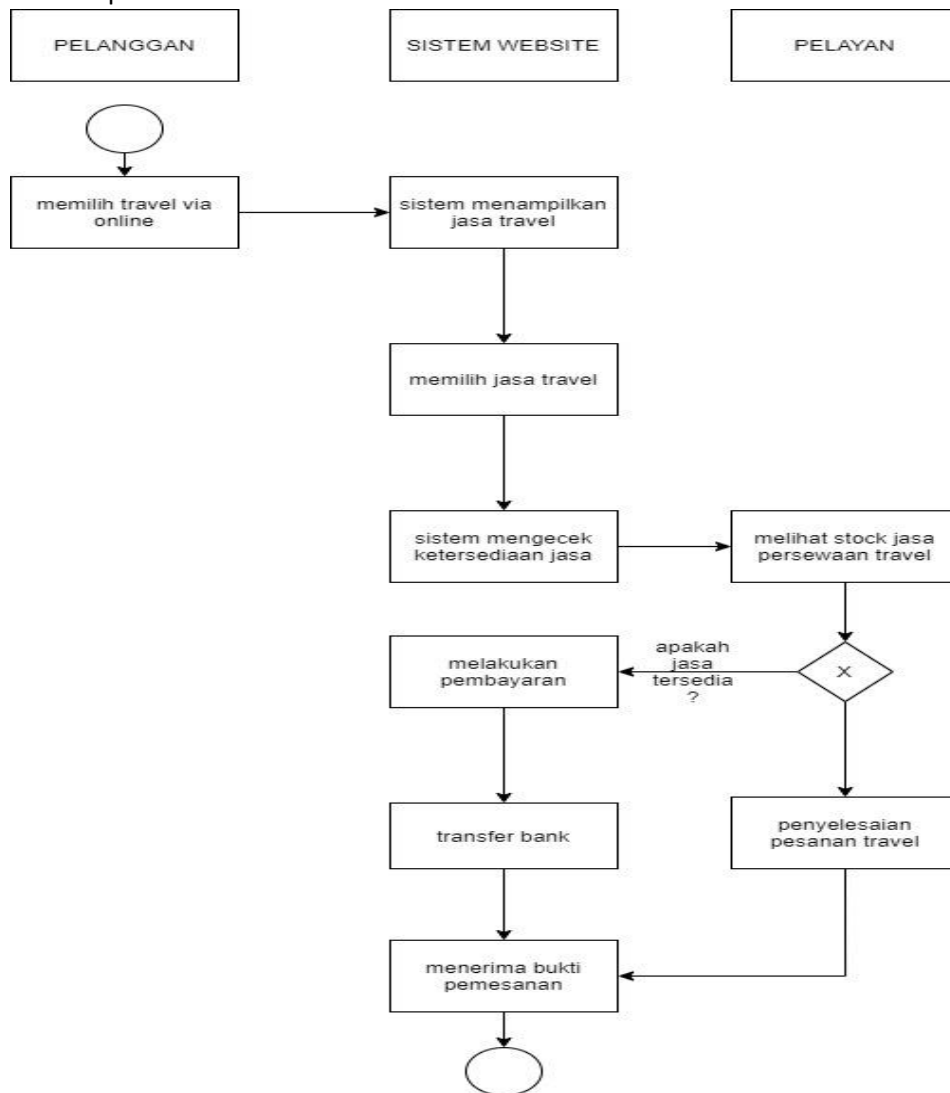 PELANGGAN
SISTEM WEBSITE
PELAYAN
memilih travel via
online
sistem menampilkan
jasa travel
memilih jasa travel
sistem mengecek
ketersediaan jasa
melihat stock jasa
persewaan travel
melakukan
pembayaran
apakah
jasa
tersedia
?
X
transfer bank
penyelesaian
pesanan travel
menerima bukti
pemesanan